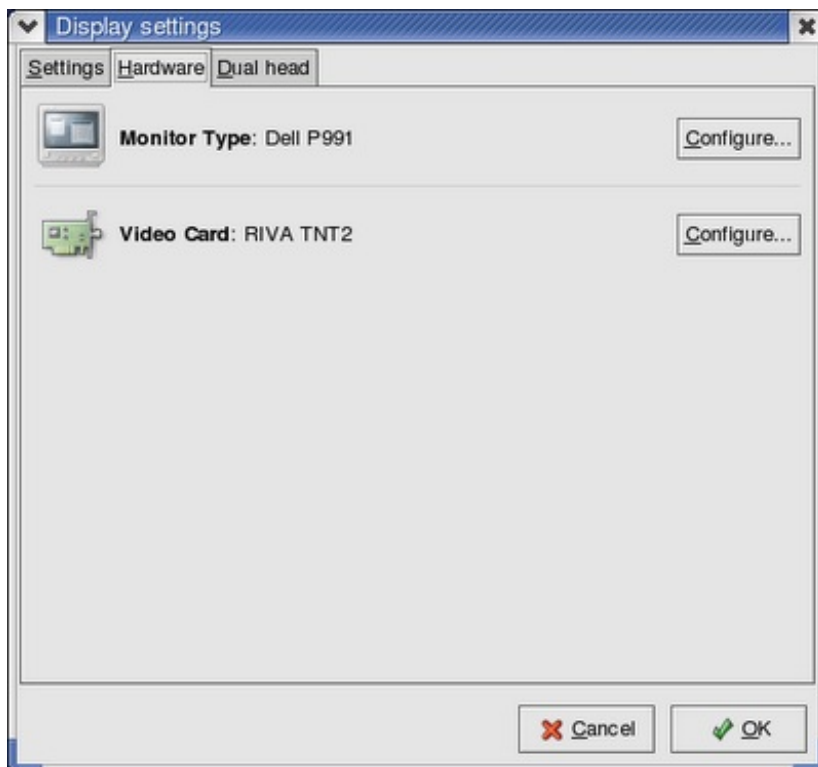 Display settings
Settings Hardware Dual head
Monitor Type: Dell P991 Configure...
Video Card: RIVA TNT2 Configure...
Cancel OK